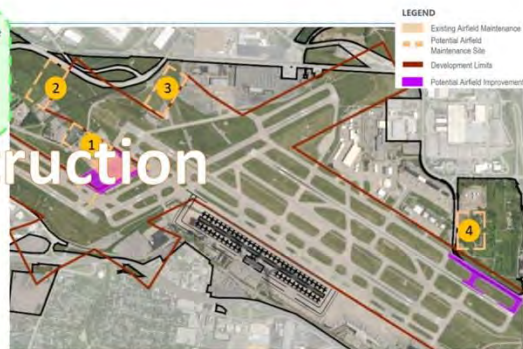 LEGEND
Existing Airfield Maintenance
Potential Airfield
Maintenance Site
Development Limits
Potential Airfield Improvement
2
3
1
ruction
4